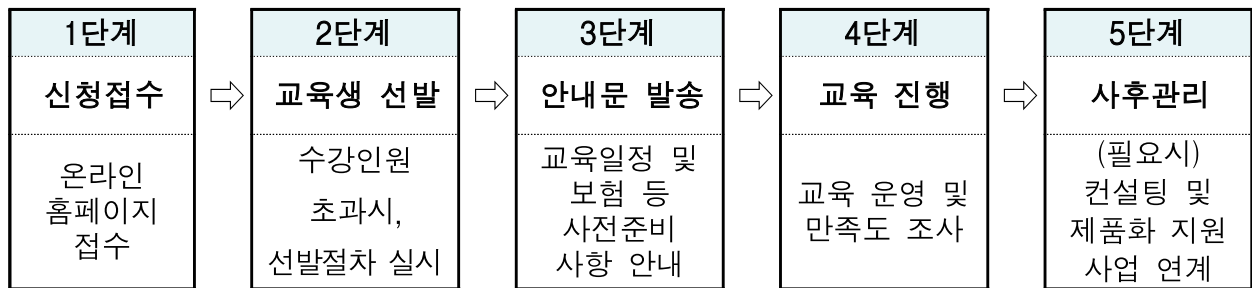 1단계
신청접수
온라인
홈페이지
접수
2단계
교육생 선발
수강인원
초과시,
선발절차 실시
3단계
안내문 발송
교육일정 및
보험 등
사전준비
사항 안내
4단계
교육 진행
교육 운영 및
만족도 조사
5단계
사후관리
(필요시)
컨설팅 및
제품화 지원
사업 연계